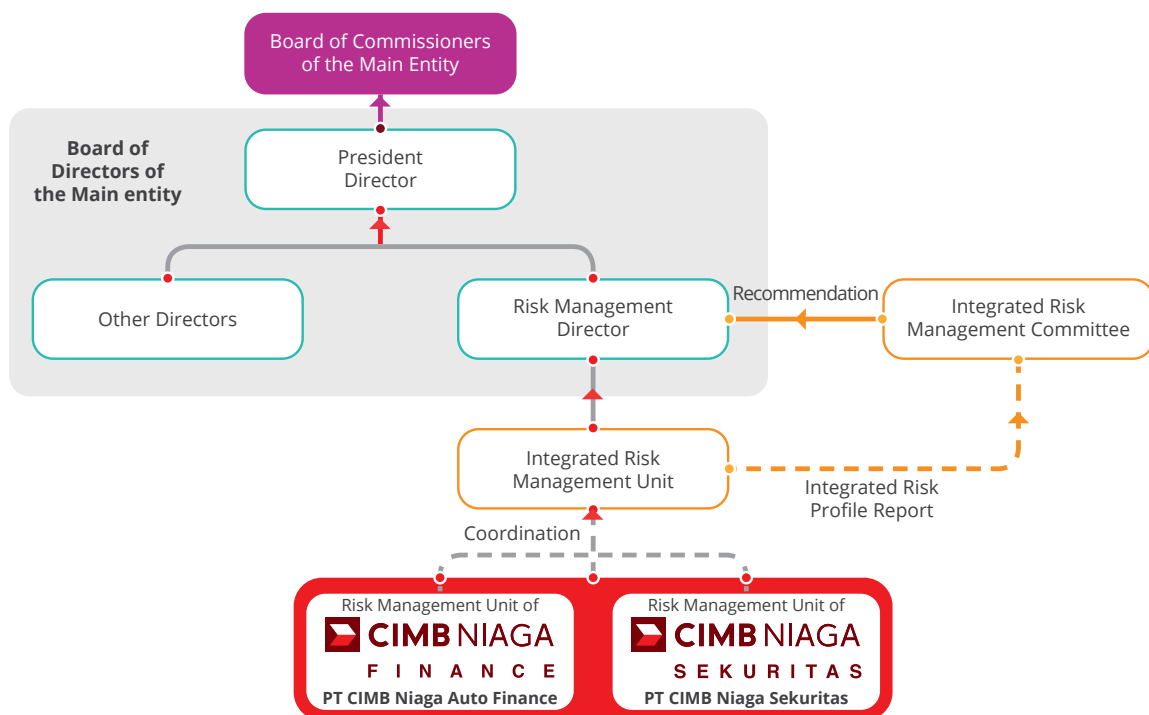 Board of Commissioners
of the Main Entity
Board of
Directors of
the Main entity
President
Director
Other Directors
Risk Management
Director
Recommendation
Integrated Risk
Management Committee
Integrated Risk
Management Unit
Integrated Risk
Profile Report
Coordination
Risk Management Unit of
CIMB NIAGA
FINANCE
PT CIMB Niaga Auto Finance
Risk Management Unit of
CIMB NIAGA
SEKURITAS
PT CIMB Niaga Sekuritas